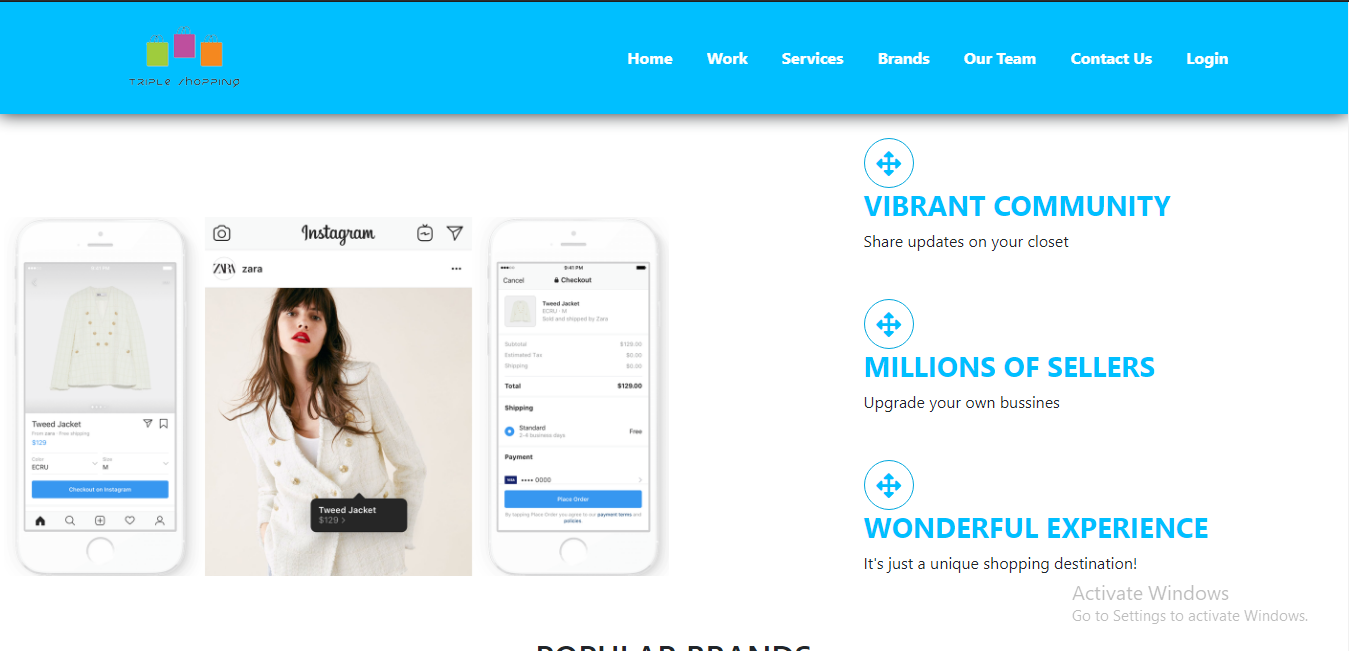 TRIPLE SHOPPING
Home Work Services Brands Our Team Contact Us Login
VIBRANT COMMUNITY
Share updates on your closet
MILLIONS OF SELLERS
Upgrade your own bussines
WONDERFUL EXPERIENCE
It's just a unique shopping destination!
9:41 PM
Tweed Jacket
From zara · Free shipping
$129
Color
ECRU
Size
M
Checkout on Instagram
Instagram
ZARA zara
Tweed Jacket
$129 >
9:41 PM
Cancel Checkout
Tweed Jacket
ECRU · M
Sold and shipped by Zara
Subtotal $129.00
Estimated Tax $0.00
Shipping $0.00
Total $129.00
Shipping
Standard Free
2-4 business days
Payment
VISA •••• 0000
Place Order
By tapping Place Order you agree to our payment terms and
policies.
Activate Windows
Go to Settings to activate Windows.
POPULAR BRANDS